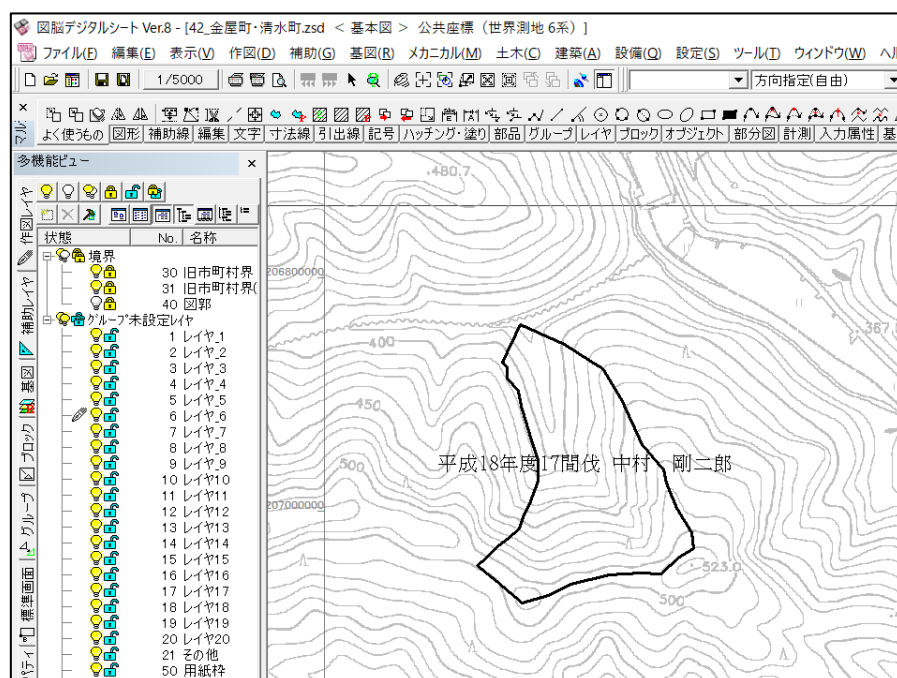 図脳デジタルシート Ver.8 - [42_金屋町・清水町.zsd < 基本図 > 公共座標（世界測地 6系）]
ファイル(F) 編集(E) 表示(V) 作図(D) 補助(G) 基図(R) メカニカル(M) 土木(C) 建築(A) 設備(Q) 設定(S) ツール(T) ウィンドウ(W) ヘル
1/5000 方向指定(自由)
よく使うもの 図形 補助線 編集 文字 寸法線 引出線 記号 ハッチング・塗り 部品 グループ レイヤ ブロック オブジェクト 部分図 計測 入力属性 基
多機能ビュー
作図レイヤ
補助レイヤ
基図
ブロック
グループ
標準画面
パティ
状態 No. 名称
境界
30 旧市町村界
31 旧市町村界(
40 図郭
グループ未設定レイヤ
1 レイヤ_1
2 レイヤ_2
3 レイヤ_3
4 レイヤ_4
5 レイヤ_5
6 レイヤ_6
7 レイヤ_7
8 レイヤ_8
9 レイヤ_9
10 レイヤ10
11 レイヤ11
12 レイヤ12
13 レイヤ13
14 レイヤ14
15 レイヤ15
16 レイヤ16
17 レイヤ17
18 レイヤ18
19 レイヤ19
20 レイヤ20
21 その他
50 用紙枠
480.7
206800000
367
400
450
平成18年度17間伐 中村 剛二郎
500
207000000
523.0
500